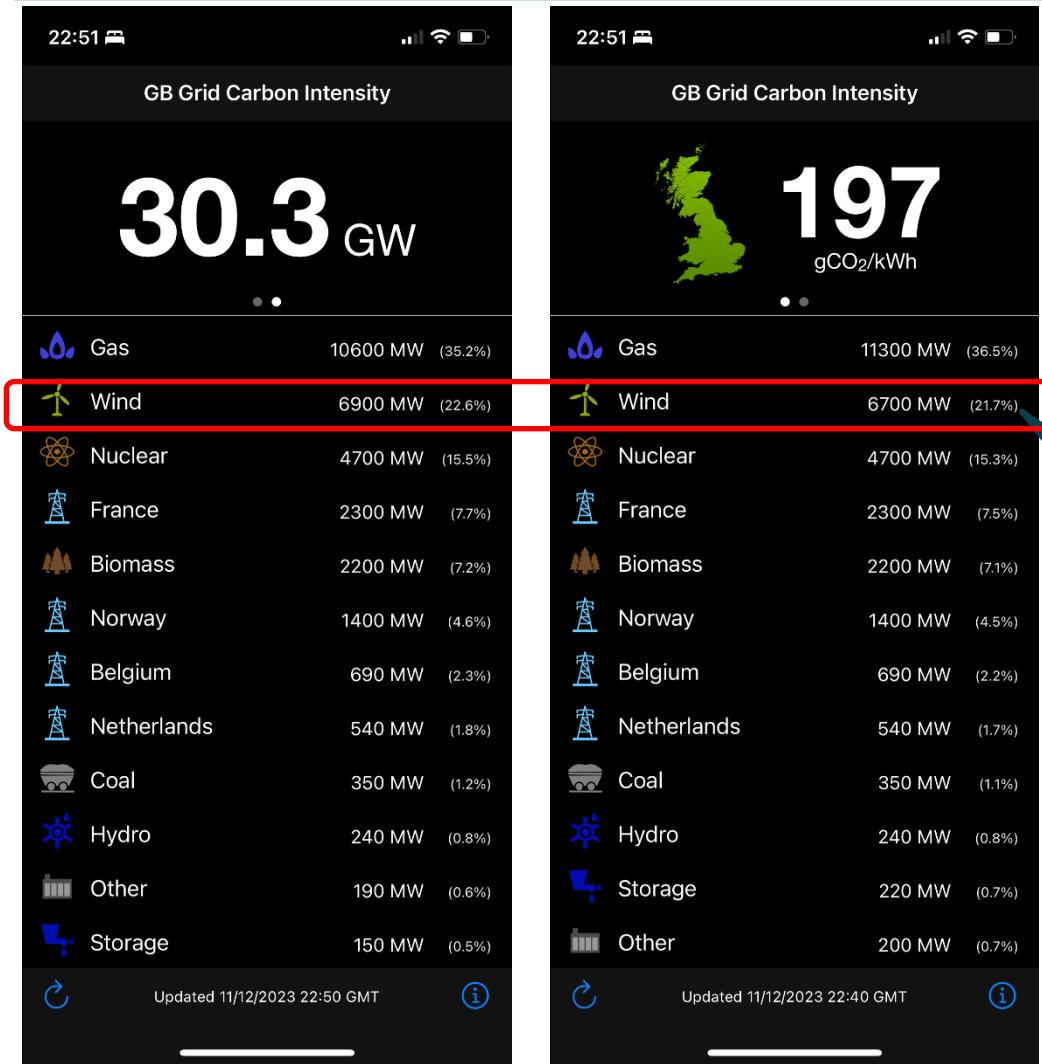 22:51
GB Grid Carbon Intensity
30.3 GW
Gas 10600 MW (35.2%)
Wind 6900 MW (22.6%)
Nuclear 4700 MW (15.5%)
France 2300 MW (7.7%)
Biomass 2200 MW (7.2%)
Norway 1400 MW (4.6%)
Belgium 690 MW (2.3%)
Netherlands 540 MW (1.8%)
Coal 350 MW (1.2%)
Hydro 240 MW (0.8%)
Other 190 MW (0.6%)
Storage 150 MW (0.5%)
Updated 11/12/2023 22:50 GMT
22:51
GB Grid Carbon Intensity
197
gCO₂/kWh
Gas 11300 MW (36.5%)
Wind 6700 MW (21.7%)
Nuclear 4700 MW (15.3%)
France 2300 MW (7.5%)
Biomass 2200 MW (7.1%)
Norway 1400 MW (4.5%)
Belgium 690 MW (2.2%)
Netherlands 540 MW (1.7%)
Coal 350 MW (1.1%)
Hydro 240 MW (0.8%)
Storage 220 MW (0.7%)
Other 200 MW (0.7%)
Updated 11/12/2023 22:40 GMT